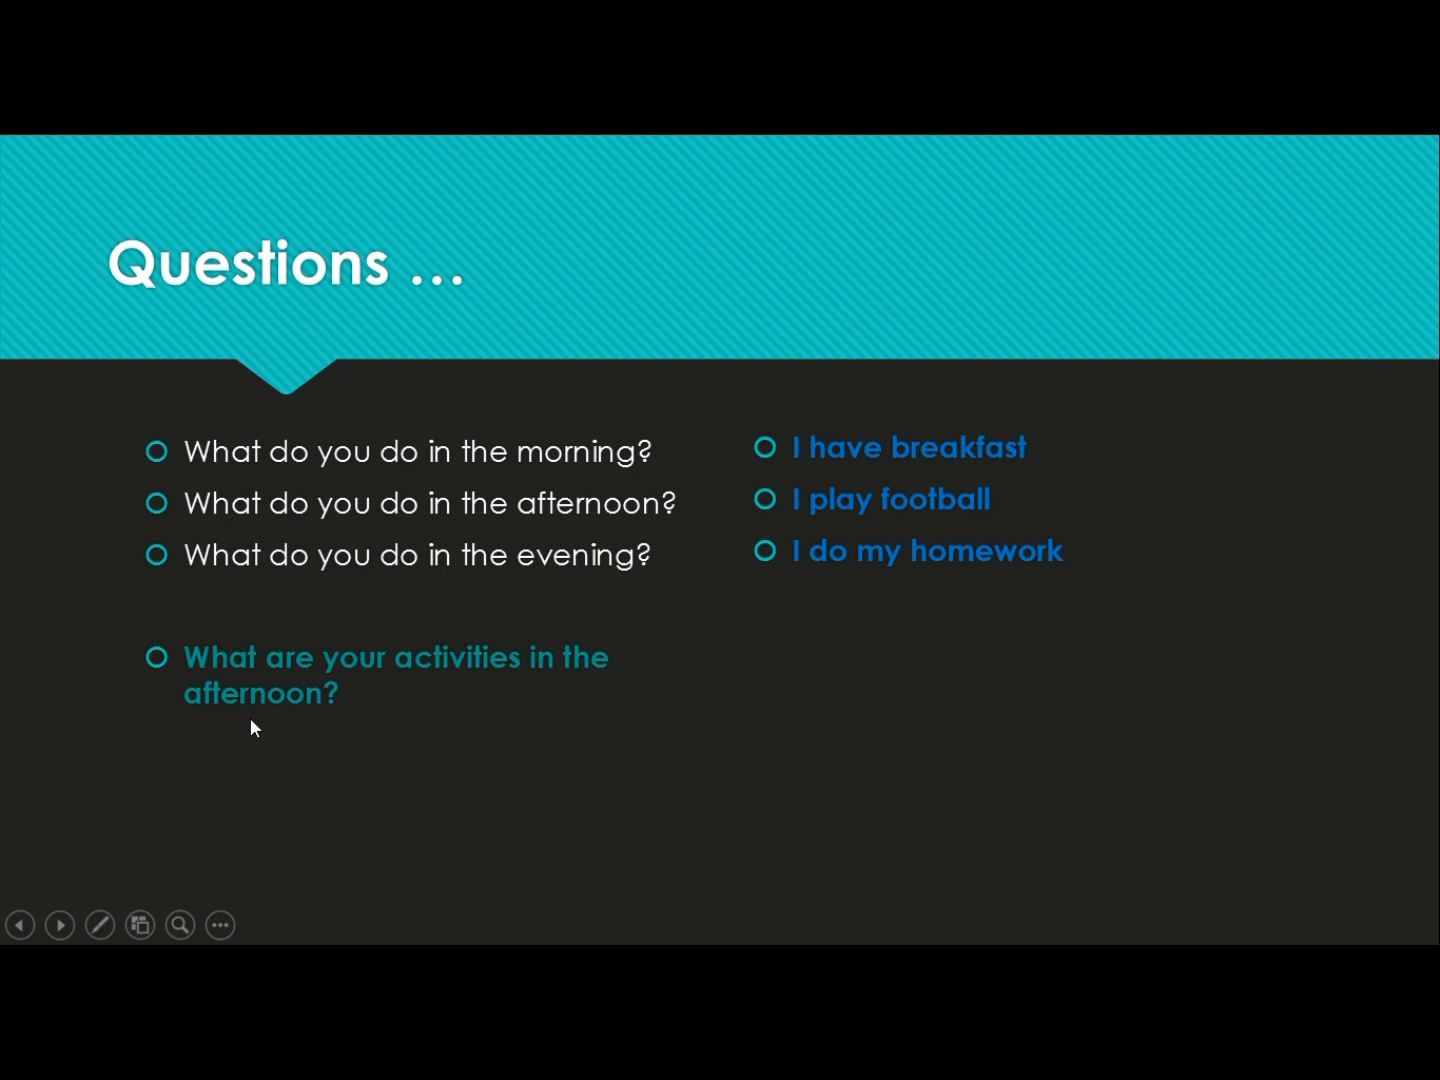 Questions ...
What do you do in the morning?
What do you do in the afternoon?
What do you do in the evening?
What are your activities in the
afternoon?
I have breakfast
I play football
I do my homework